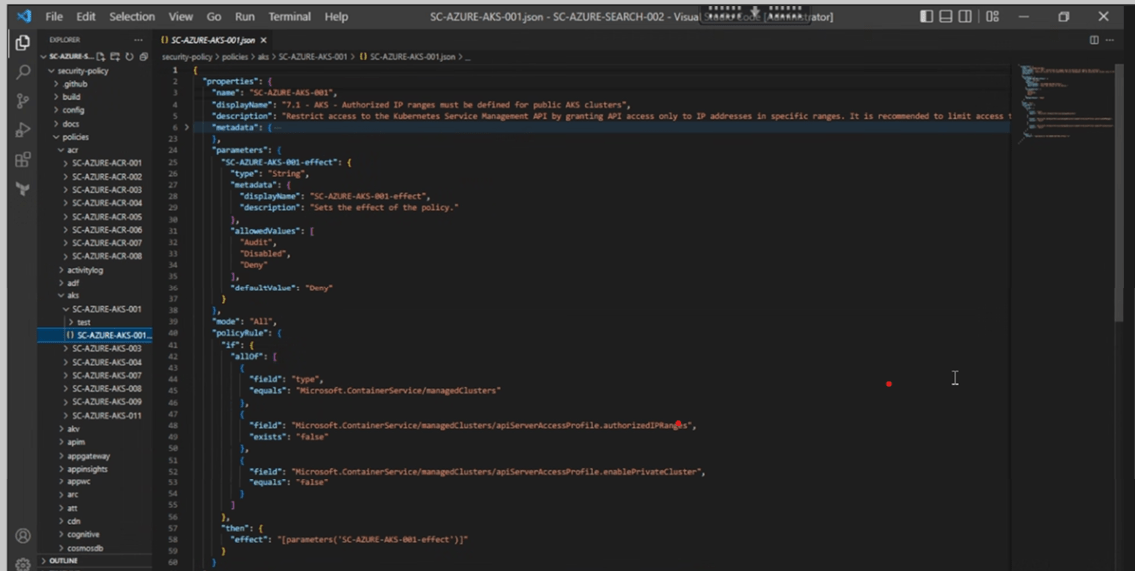 File Edit Selection View Go Run Terminal Help
SC-AZURE-AKS-001.json - SC-AZURE-SEARCH-002 - Visual Studio Code [Administrator]
EXPLORER
SC-AZURE-S...
security-policy
.github
build
config
docs
policies
acr
SC-AZURE-ACR-001
SC-AZURE-ACR-002
SC-AZURE-ACR-003
SC-AZURE-ACR-004
SC-AZURE-ACR-005
SC-AZURE-ACR-006
SC-AZURE-ACR-007
SC-AZURE-ACR-008
activitylog
adf
aks
SC-AZURE-AKS-001
test
{} SC-AZURE-AKS-001...
SC-AZURE-AKS-003
SC-AZURE-AKS-004
SC-AZURE-AKS-007
SC-AZURE-AKS-008
SC-AZURE-AKS-009
SC-AZURE-AKS-011
akv
apim
appgateway
appinsights
appwc
arc
att
cdn
cognitive
cosmosdb
OUTLINE
{} SC-AZURE-AKS-001.json
security-policy > policies > aks > SC-AZURE-AKS-001 > {} SC-AZURE-AKS-001.json > ...
1 {
2 "properties": {
3 "name": "SC-AZURE-AKS-001",
4 "displayName": "7.1 - AKS - Authorized IP ranges must be defined for public AKS clusters",
5 "description": "Restrict access to the Kubernetes Service Management API by granting API access only to IP addresses in specific ranges. It is recommended to limit access
6 "metadata": { ...
23 },
24 "parameters": {
25 "SC-AZURE-AKS-001-effect": {
26 "type": "String",
27 "metadata": {
28 "displayName": "SC-AZURE-AKS-001-effect",
29 "description": "Sets the effect of the policy."
30 },
31 "allowedValues": [
32 "Audit",
33 "Disabled",
34 "Deny"
35 ],
36 "defaultValue": "Deny"
37 }
38 },
39 "mode": "All",
40 "policyRule": {
41 "if": {
42 "allOf": [
43 {
44 "field": "type",
45 "equals": "Microsoft.ContainerService/managedClusters"
46 },
47 {
48 "field": "Microsoft.ContainerService/managedClusters/apiServerAccessProfile.authorizedIPRanges",
49 "exists": "false"
50 },
51 {
52 "field": "Microsoft.ContainerService/managedClusters/apiServerAccessProfile.enablePrivateCluster",
53 "equals": "false"
54 }
55 ]
56 },
57 "then": {
58 "effect": "[parameters('SC-AZURE-AKS-001-effect')]"
59 }
60 }